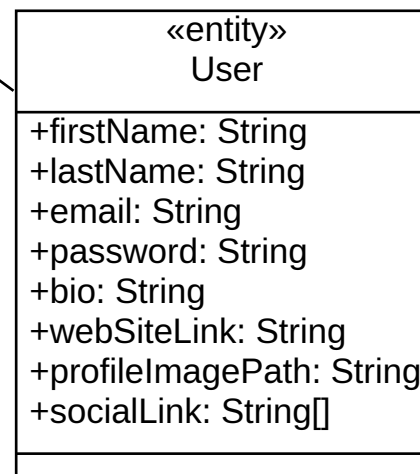 «entity»
User
+firstName: String
+lastName: String
+email: String
+password: String
+bio: String
+webSiteLink: String
+profileImagePath: String
+socialLink: String[]